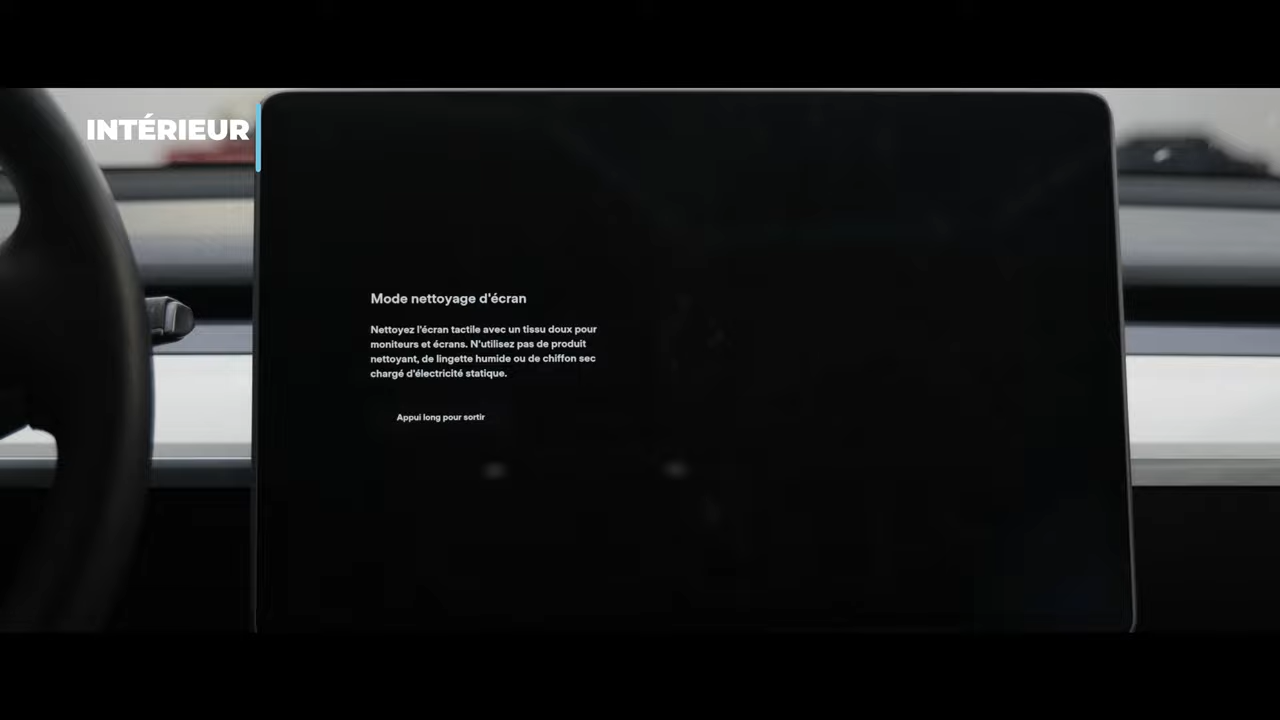 INTÉRIEUR
Mode nettoyage d'écran
Nettoyez l'écran tactile avec un tissu doux pour
moniteurs et écrans. N'utilisez pas de produit
nettoyant, de lingette humide ou de chiffon sec
chargé d'électricité statique.
Appui long pour sortir